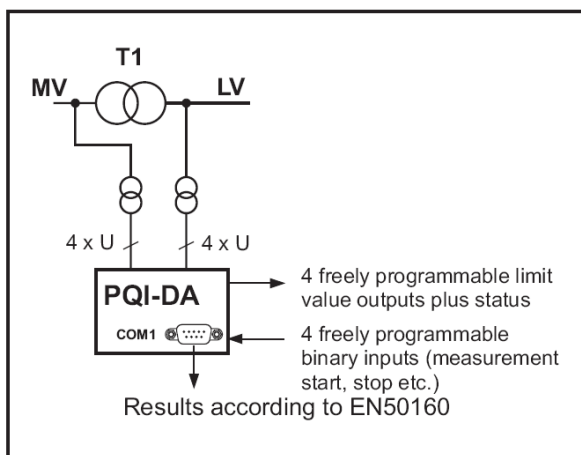 T1
MV
LV
4 x U
4 x U
PQI-DA
COM1
4 freely programmable limit
value outputs plus status
4 freely programmable
binary inputs (measurement
start, stop etc.)
Results according to EN50160